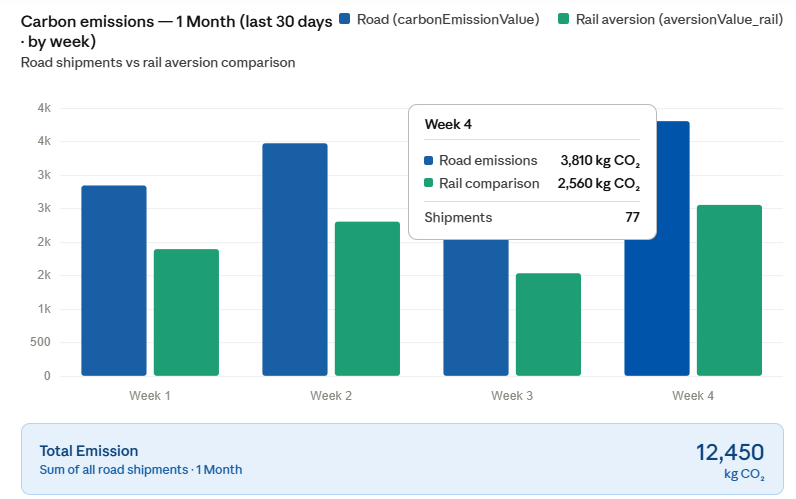 Carbon emissions — 1 Month (last 30 days · by week)
Road (carbonEmissionValue)
Rail aversion (aversionValue_rail)
Road shipments vs rail aversion comparison
4k
4k
3k
3k
2k
2k
1k
500
0
Week 4
Road emissions 3,810 kg CO₂
Rail comparison 2,560 kg CO₂
Shipments 77
Week 1
Week 2
Week 3
Week 4
Total Emission
Sum of all road shipments · 1 Month
12,450
kg CO₂